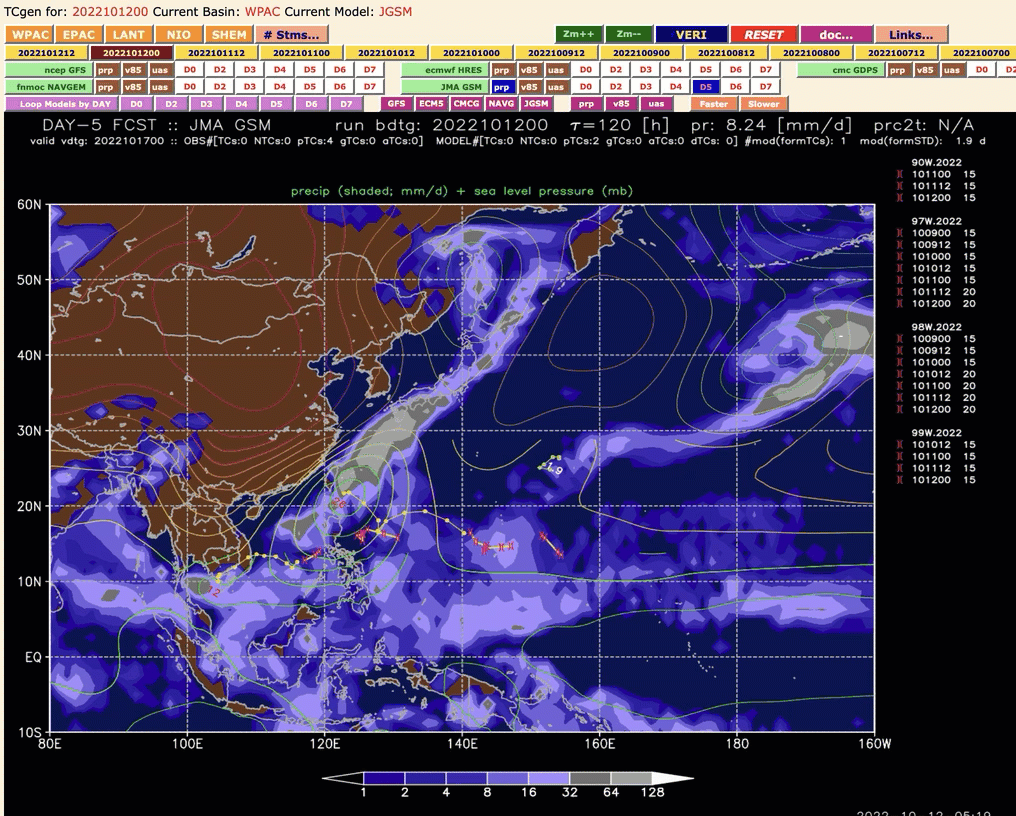 TCgen for: 2022101200 Current Basin: WPAC Current Model: JGSM
WPAC EPAC LANT NIO SHEM # Stms... Zm++ Zm-- VERI RESET doc... Links...
2022101212 2022101200 2022101112 2022101100 2022101012 2022101000 2022100912 2022100900 2022100812 2022100800 2022100712 2022100700
ncep GFS prp v85 uas D0 D2 D3 D4 D5 D6 D7 ecmwf HRES prp v85 uas D0 D2 D3 D4 D5 D6 D7 cmc GDPS prp v85 uas D0
fnmoc NAVGEM prp v85 uas D0 D2 D3 D4 D5 D6 D7 JMA GSM prp v85 uas D0 D2 D3 D4 D5 D6 D7
Loop Models by DAY D0 D2 D3 D4 D5 D6 D7 GFS ECM5 CMCG NAVG JGSM prp v85 uas Faster Slower
DAY-5 FCST :: JMA GSM run bdtg: 2022101200 τ=120 [h] pr: 8.24 [mm/d] prc2t: N/A
valid vdtg: 2022101700 :: OBS#[TCs:0 NTCs:0 pTCs:4 gTCs:0 aTCs:0] MODEL#[TCs:0 NTCs:0 pTCs:2 gTCs:0 aTCs:0 dTCs: 0] #mod(formTCs): 1 mod(formSTD): 1.9 d
precip (shaded; mm/d) + sea level pressure (mb)
90W.2022
101100 15
101112 15
101200 15
97W.2022
100900 15
100912 15
101000 15
101012 15
101100 15
101112 20
101200 20
98W.2022
100900 15
100912 15
101000 15
101012 20
101100 20
101112 20
101200 20
99W.2022
101012 15
101100 15
101112 15
101200 15
60N
50N
40N
30N
20N
10N
EQ
10S
1.9
80E 100E 120E 140E 160E 180 160W
1 2 4 8 16 32 64 128